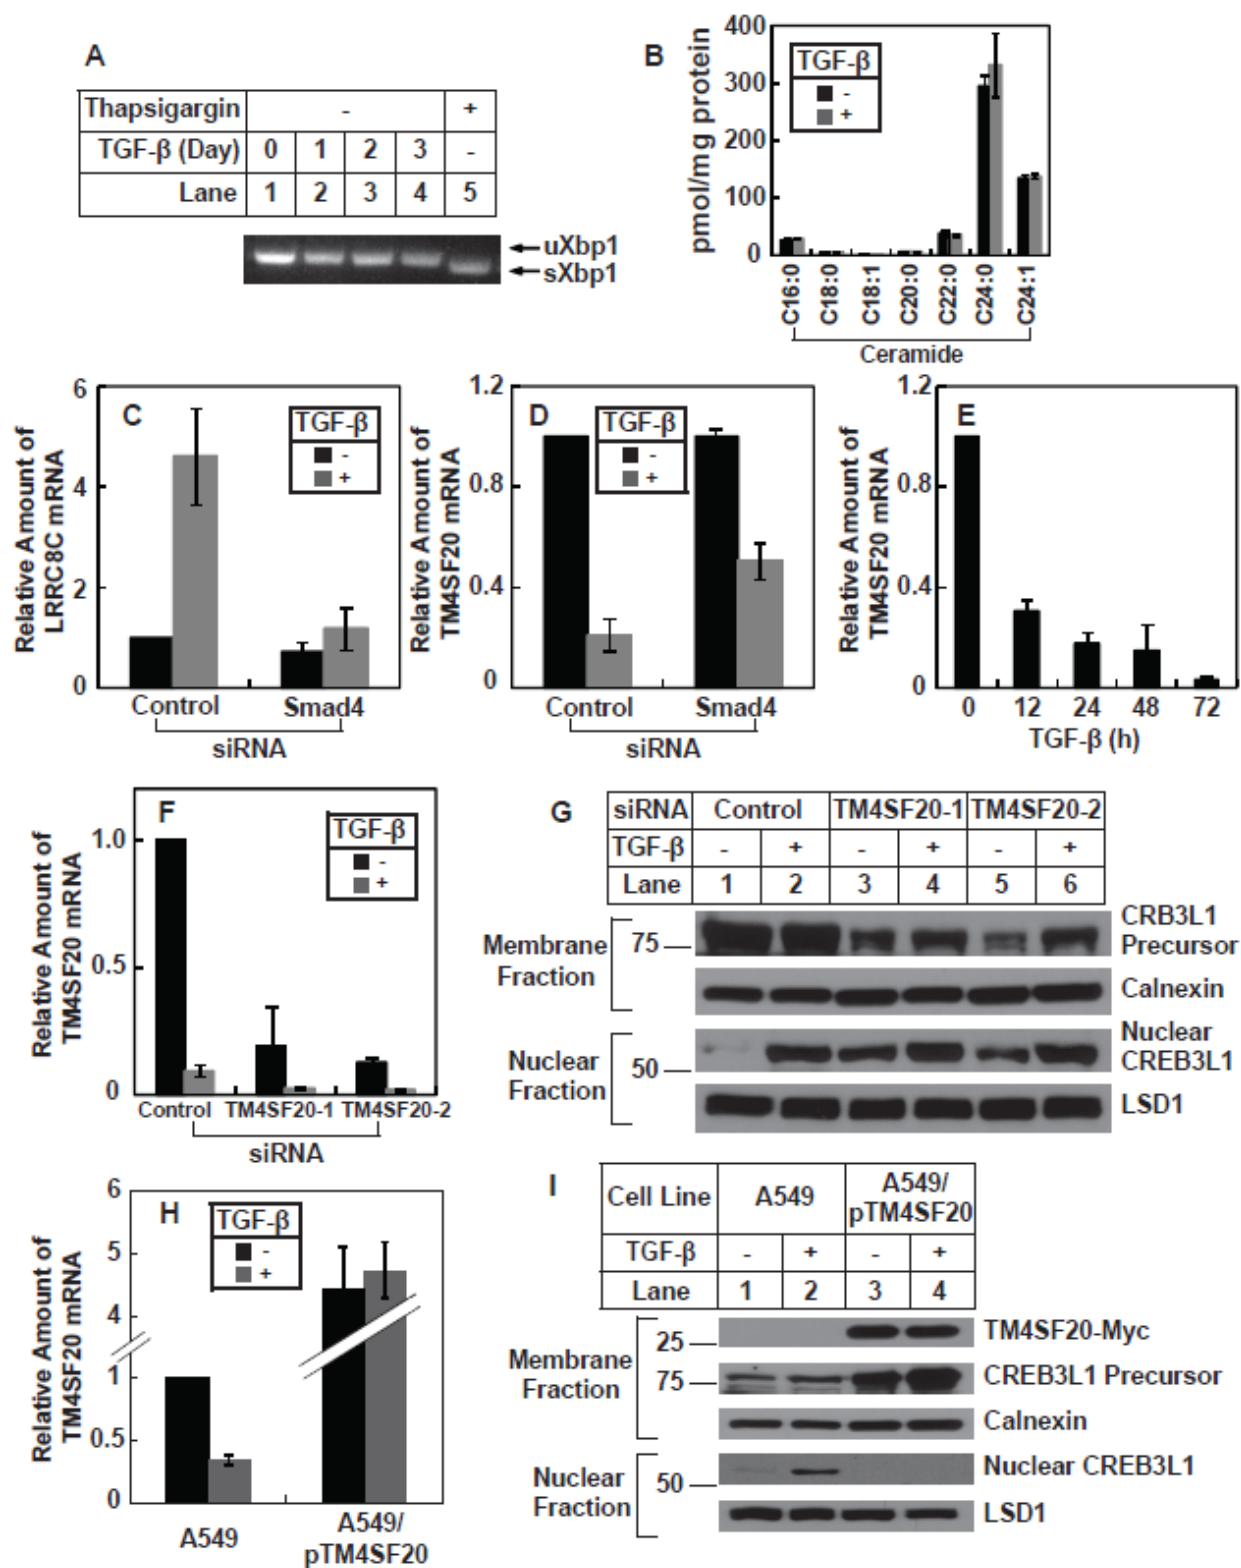 A
Thapsigargin - +
TGF-β (Day) 0 1 2 3 -
Lane 1 2 3 4 5
uXbp1
sXbp1
B
pmol/mg protein
400
300
200
100
0
TGF-β
-
+
C16:0 C18:0 C18:1 C20:0 C22:0 C24:0 C24:1
Ceramide
C
Relative Amount of
LRRC8C mRNA
6
4
2
0
TGF-β
-
+
Control Smad4
siRNA
D
Relative Amount of
TM4SF20 mRNA
1.2
0.8
0.4
0
TGF-β
-
+
Control Smad4
siRNA
E
Relative Amount of
TM4SF20 mRNA
1.2
0.8
0.4
0
0 12 24 48 72
TGF-β (h)
F
Relative Amount of
TM4SF20 mRNA
1.0
0.5
0
TGF-β
-
+
Control TM4SF20-1 TM4SF20-2
siRNA
G
siRNA Control TM4SF20-1 TM4SF20-2
TGF-β - + - + - +
Lane 1 2 3 4 5 6
Membrane
Fraction
75
CRB3L1
Precursor
Calnexin
Nuclear
Fraction
50
Nuclear
CREB3L1
LSD1
H
Relative Amount of
TM4SF20 mRNA
6
5
4
1
0.5
0
TGF-β
-
+
A549
A549/
pTM4SF20
I
Cell Line A549 A549/
pTM4SF20
TGF-β - + - +
Lane 1 2 3 4
Membrane
Fraction
25
TM4SF20-Myc
75
CREB3L1 Precursor
Calnexin
Nuclear
Fraction
50
Nuclear CREB3L1
LSD1